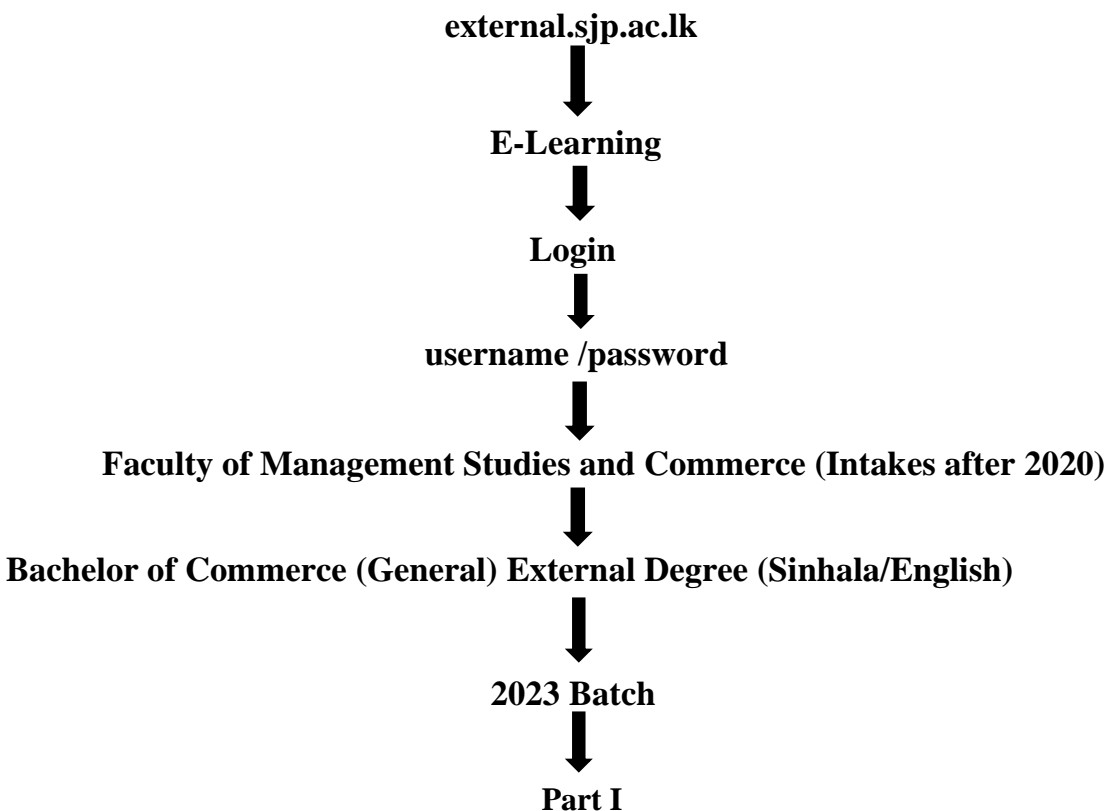 external.sjp.ac.lk
E-Learning
Login
username /password
Faculty of Management Studies and Commerce (Intakes after 2020)
Bachelor of Commerce (General) External Degree (Sinhala/English)
2023 Batch
Part I